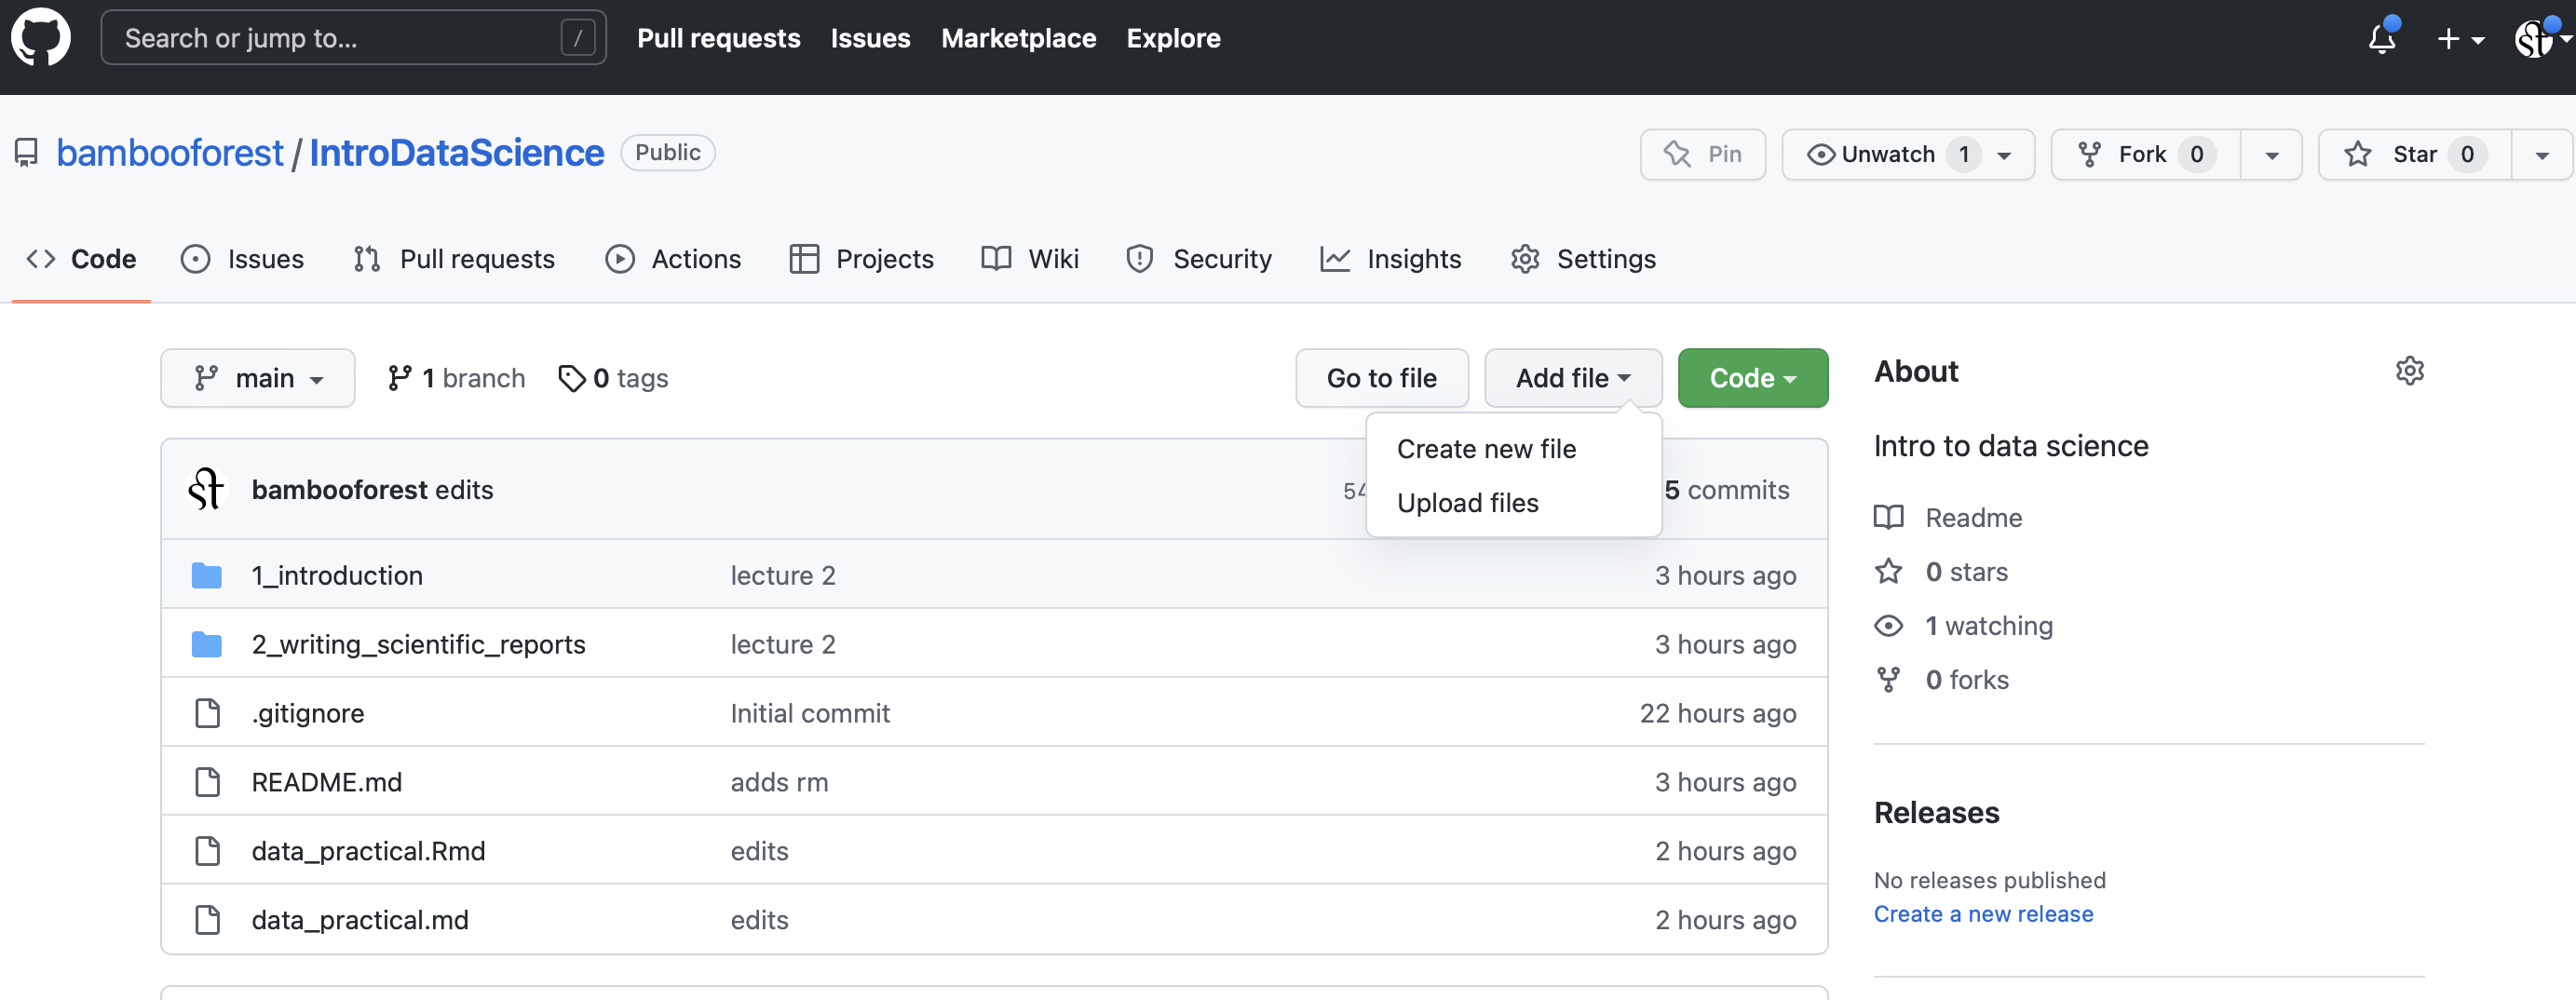 Search or jump to... / Pull requests Issues Marketplace Explore
bambooforest / IntroDataScience Public Pin Unwatch 1 Fork 0 Star 0
Code Issues Pull requests Actions Projects Wiki Security Insights Settings
main 1 branch 0 tags Go to file Add file Code
Create new file
Upload files
bambooforest edits 5 commits
1_introduction lecture 2 3 hours ago
2_writing_scientific_reports lecture 2 3 hours ago
.gitignore Initial commit 22 hours ago
README.md adds rm 3 hours ago
data_practical.Rmd edits 2 hours ago
data_practical.md edits 2 hours ago
About
Intro to data science
Readme
0 stars
1 watching
0 forks
Releases
No releases published
Create a new release